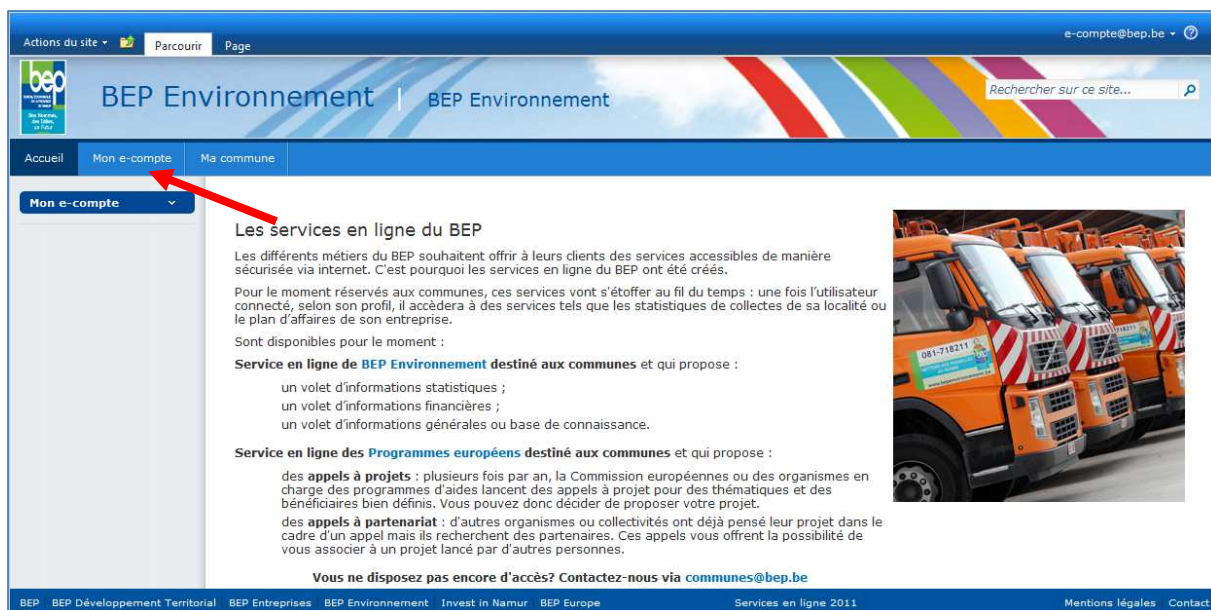 Actions du site
Parcourir
Page
e-compte@bep.be
bep
BEP Environnement | BEP Environnement
Rechercher sur ce site...
Accueil
Mon e-compte
Ma commune
Mon e-compte
Les services en ligne du BEP
Les différents métiers du BEP souhaitent offrir à leurs clients des services accessibles de manière
sécurisée via internet. C'est pourquoi les services en ligne du BEP ont été créés.
Pour le moment réservés aux communes, ces services vont s'étoffer au fil du temps : une fois l'utilisateur
connecté, selon son profil, il accèdera à des services tels que les statistiques de collectes de sa localité ou
le plan d'affaires de son entreprise.
Sont disponibles pour le moment :
Service en ligne de BEP Environnement destiné aux communes et qui propose :
un volet d'informations statistiques ;
un volet d'informations financières ;
un volet d'informations générales ou base de connaissance.
Service en ligne des Programmes européens destiné aux communes et qui propose :
des appels à projets : plusieurs fois par an, la Commission européennes ou des organismes en
charge des programmes d'aides lancent des appels à projet pour des thématiques et des
bénéficiaires bien définis. Vous pouvez donc décider de proposer votre projet.
des appels à partenariat : d'autres organismes ou collectivités ont déjà pensé leur projet dans le
cadre d'un appel mais ils recherchent des partenaires. Ces appels vous offrent la possibilité de
vous associer à un projet lancé par d'autres personnes.
Vous ne disposez pas encore d'accès? Contactez-nous via communes@bep.be
081-718211
BEP BEP Développement Territorial BEP Entreprises BEP Environnement Invest in Namur BEP Europe
Services en ligne 2011
Mentions légales Contact